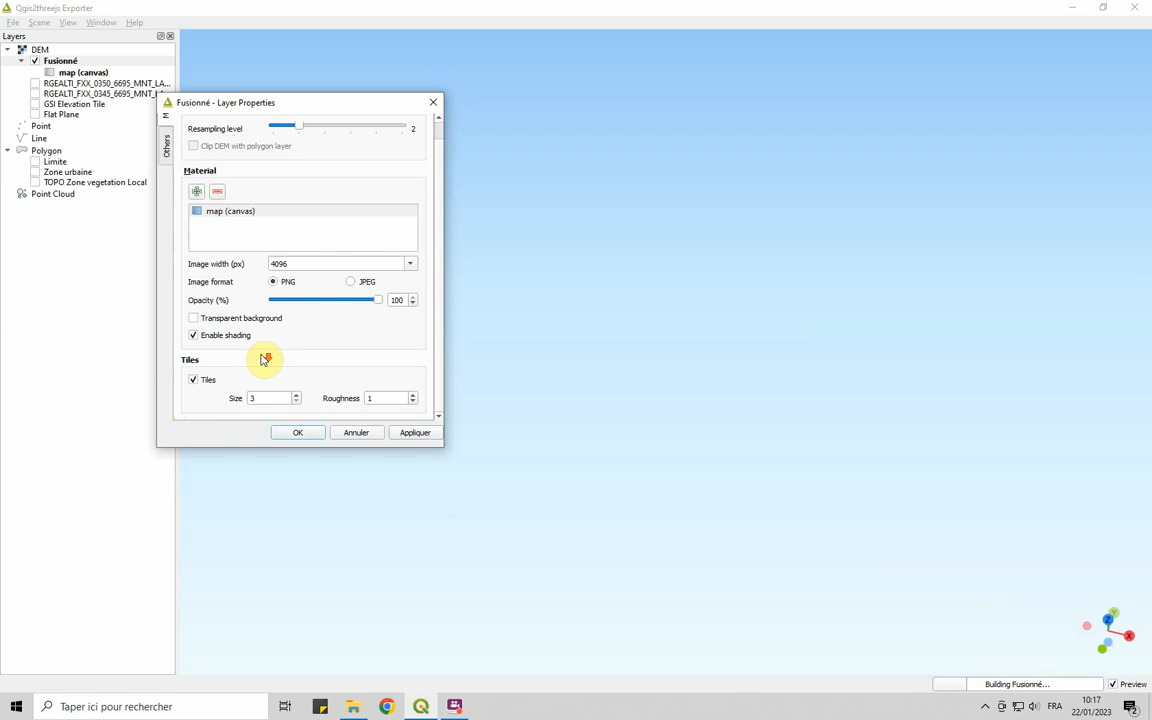 Qgis2threejs Exporter
File Scene View Window Help
Layers
DEM
Fusionné
map (canvas)
RGEALTI_FXX_0350_6695_MNT_LA...
RGEALTI_FXX_0345_6695_MNT_L
GSI Elevation Tile
Flat Plane
Point
Line
Polygon
Limite
Zone urbaine
TOPO Zone vegetation Local
Point Cloud
Fusionné - Layer Properties
M
Others
Resampling level 2
Clip DEM with polygon layer
Material
map (canvas)
Image width (px) 4096
Image format PNG JPEG
Opacity (%) 100
Transparent background
Enable shading
Tiles
Tiles
Size 3 Roughness 1
OK Annuler Appliquer
Z
X
Building Fusionné...
Preview
Taper ici pour rechercher
FRA
10:17
22/01/2023
2